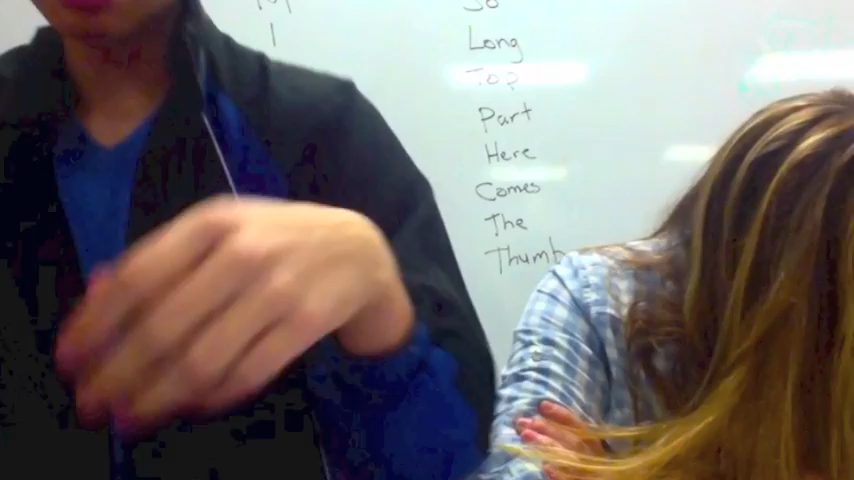 So
Long
Top
Part
Here
Comes
The
Thumb